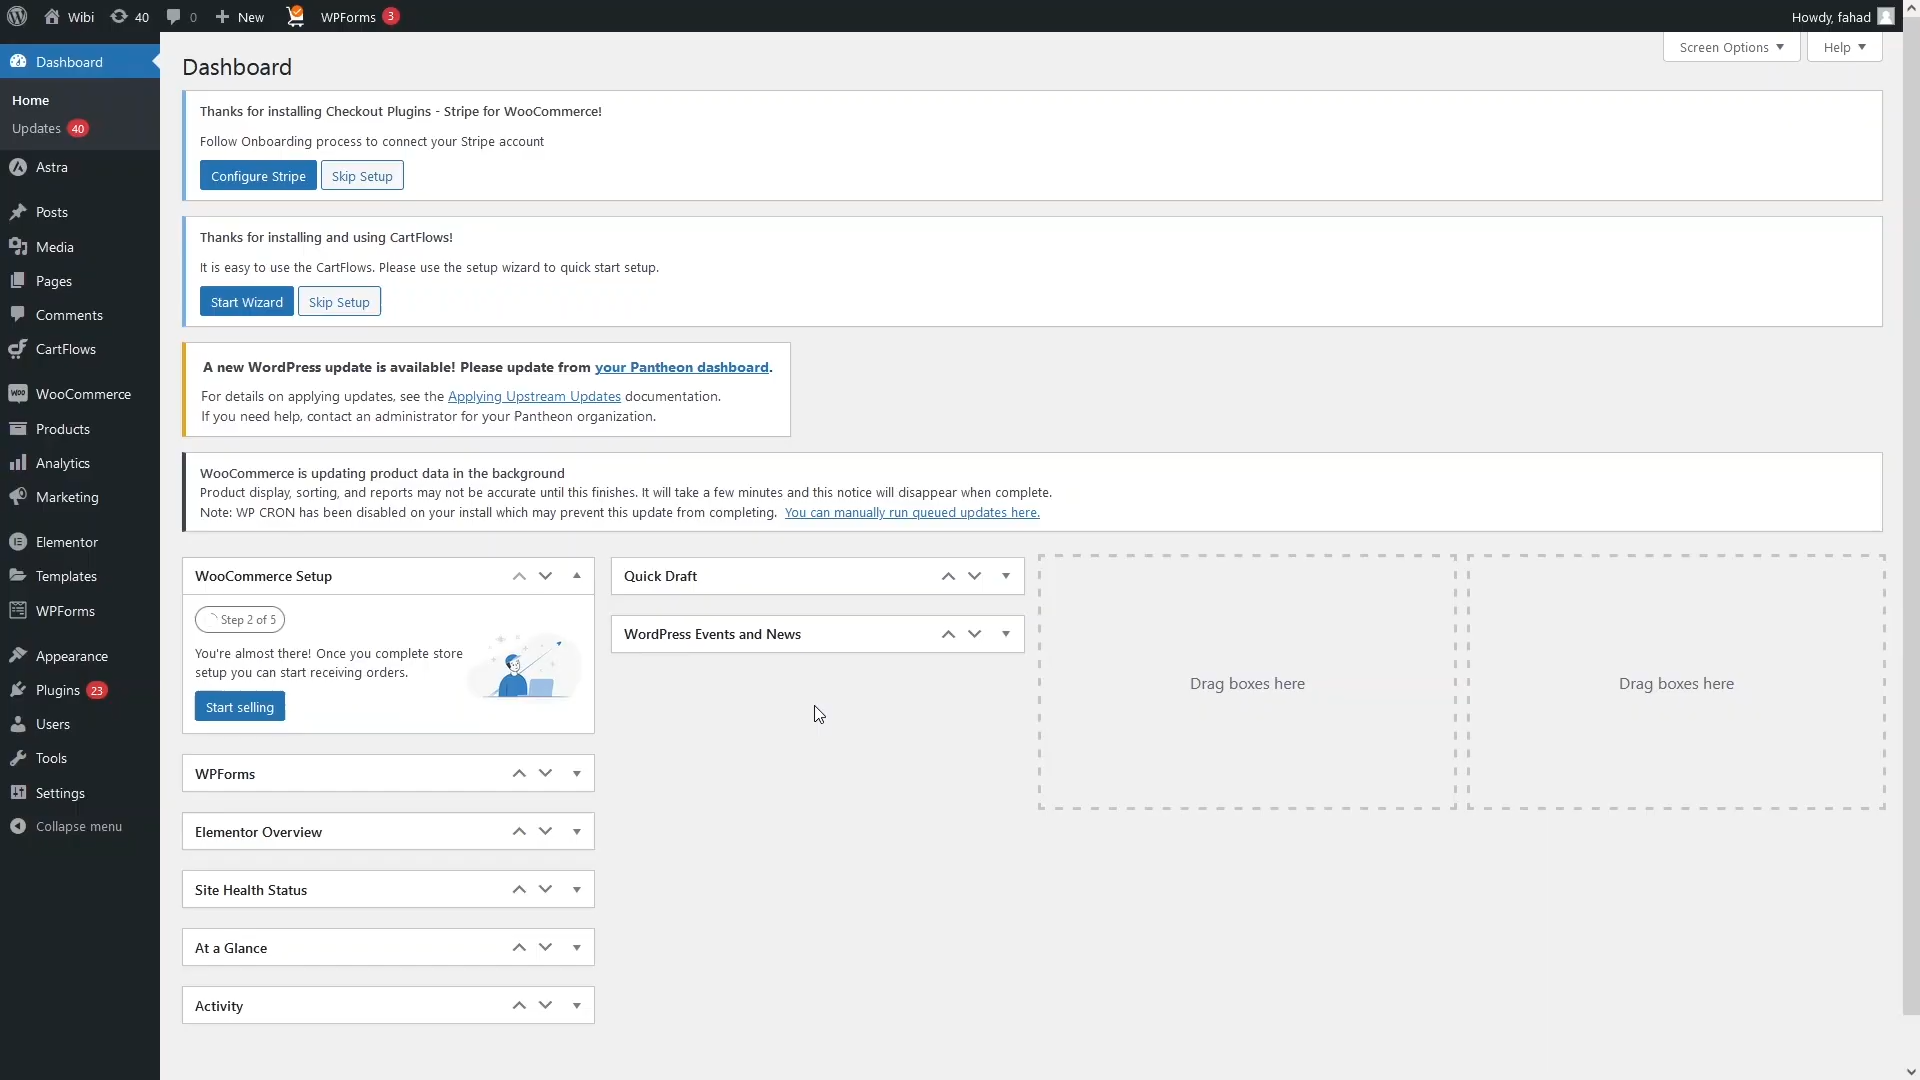 Wibi
40
0
New
WPForms
3
Howdy, fahad
Dashboard
Home
Updates 40
Astra
Posts
Media
Pages
Comments
CartFlows
WooCommerce
Products
Analytics
Marketing
Elementor
Templates
WPForms
Appearance
Plugins 23
Users
Tools
Settings
Collapse menu
Screen Options
Help
Dashboard
Thanks for installing Checkout Plugins - Stripe for WooCommerce!
Follow Onboarding process to connect your Stripe account
Configure Stripe
Skip Setup
Thanks for installing and using CartFlows!
It is easy to use the CartFlows. Please use the setup wizard to quick start setup.
Start Wizard
Skip Setup
A new WordPress update is available! Please update from your Pantheon dashboard.
For details on applying updates, see the Applying Upstream Updates documentation.
If you need help, contact an administrator for your Pantheon organization.
WooCommerce is updating product data in the background
Product display, sorting, and reports may not be accurate until this finishes. It will take a few minutes and this notice will disappear when complete.
Note: WP CRON has been disabled on your install which may prevent this update from completing. You can manually run queued updates here.
WooCommerce Setup
Step 2 of 5
You're almost there! Once you complete store
setup you can start receiving orders.
Start selling
WPForms
Elementor Overview
Site Health Status
At a Glance
Activity
Quick Draft
WordPress Events and News
Drag boxes here
Drag boxes here